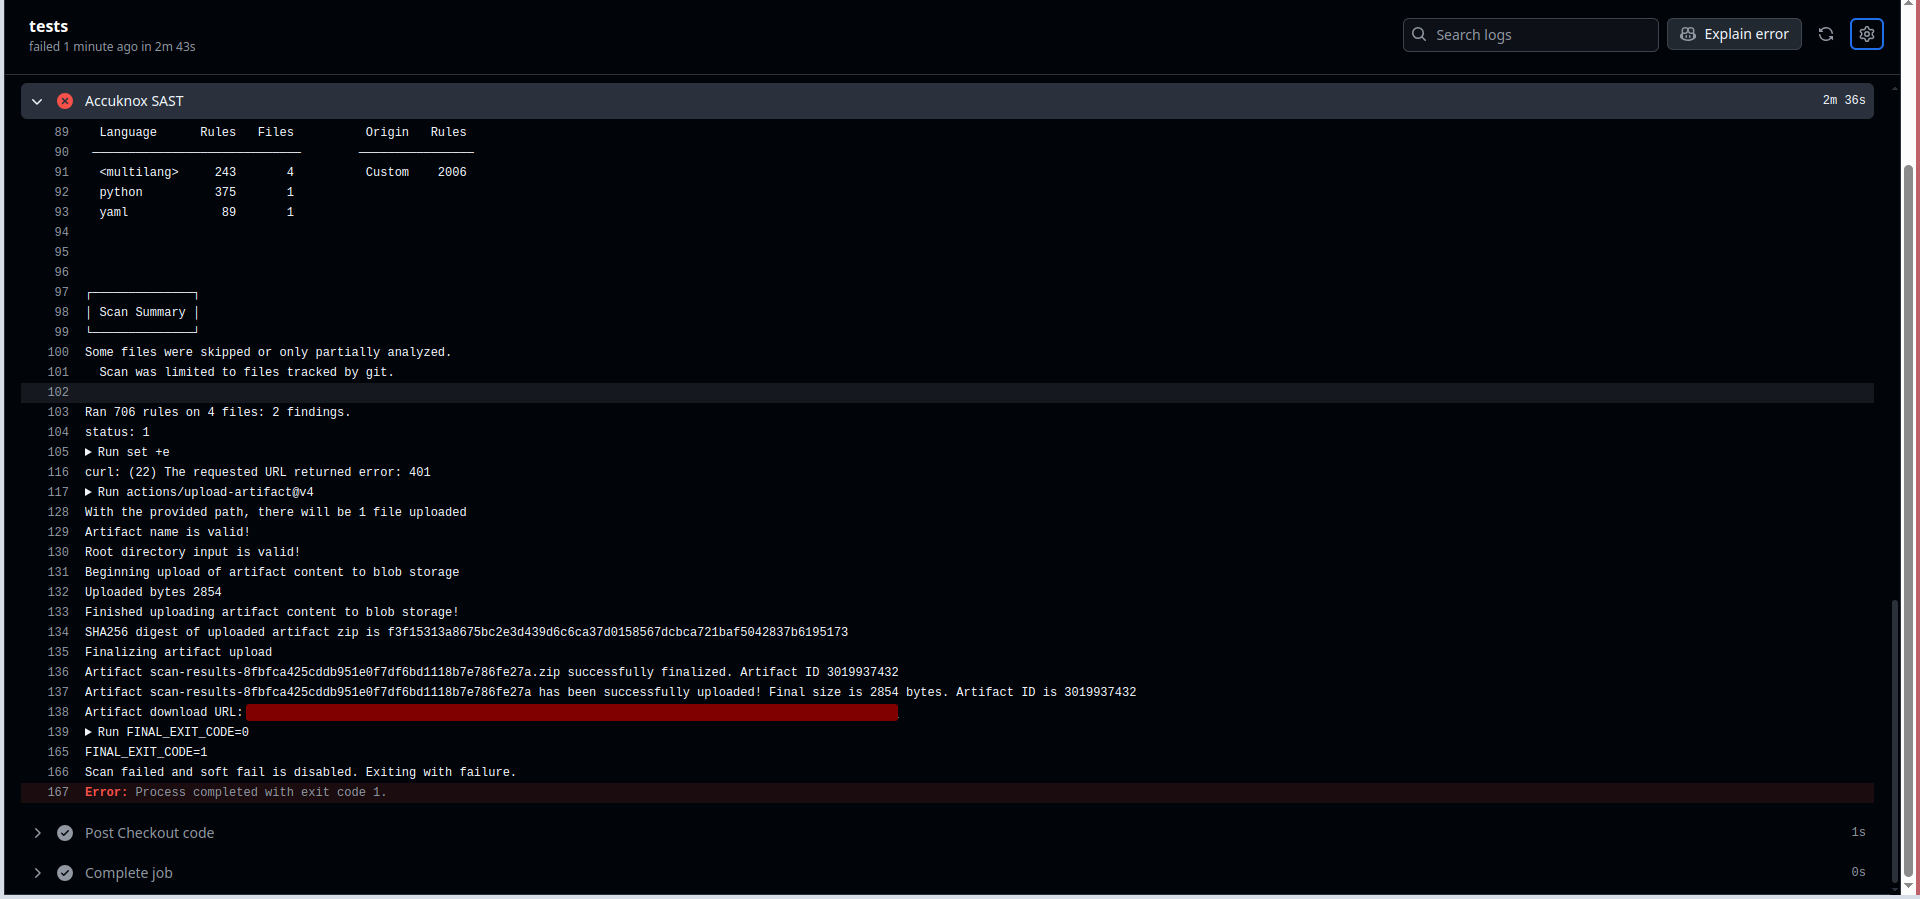 tests
failed 1 minute ago in 2m 43s
Search logs
Explain error
Accuknox SAST 2m 36s
89 Language Rules Files Origin Rules
90
91 <multilang> 243 4 Custom 2006
92 python 375 1
93 yaml 89 1
94
95
96
97
98 Scan Summary
99
100 Some files were skipped or only partially analyzed.
101 Scan was limited to files tracked by git.
102
103 Ran 706 rules on 4 files: 2 findings.
104 status: 1
105 Run set +e
116 curl: (22) The requested URL returned error: 401
117 Run actions/upload-artifact@v4
128 With the provided path, there will be 1 file uploaded
129 Artifact name is valid!
130 Root directory input is valid!
131 Beginning upload of artifact content to blob storage
132 Uploaded bytes 2854
133 Finished uploading artifact content to blob storage!
134 SHA256 digest of uploaded artifact zip is f3f15313a8675bc2e3d439d6c6ca37d0158567dcbca721baf5042837b6195173
135 Finalizing artifact upload
136 Artifact scan-results-8fbfca425cddb951e0f7df6bd1118b7e786fe27a.zip successfully finalized. Artifact ID 3019937432
137 Artifact scan-results-8fbfca425cddb951e0f7df6bd1118b7e786fe27a has been successfully uploaded! Final size is 2854 bytes. Artifact ID is 3019937432
138 Artifact download URL:
139 Run FINAL_EXIT_CODE=0
165 FINAL_EXIT_CODE=1
166 Scan failed and soft fail is disabled. Exiting with failure.
167 Error: Process completed with exit code 1.
Post Checkout code 1s
Complete job 0s